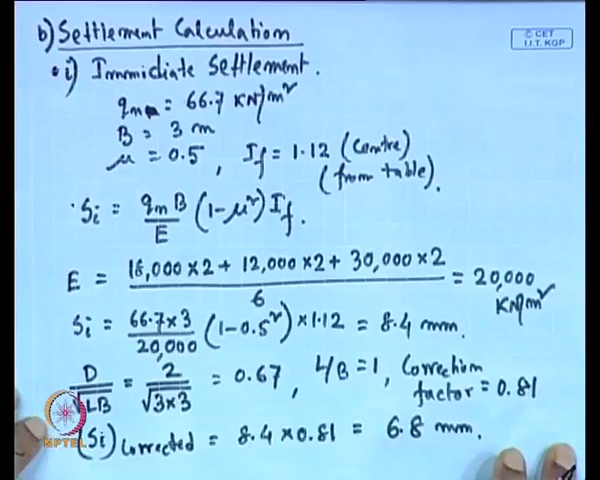 b) Settlement Calculation
© CET
I.I.T. KGP
i) Immidiate Settlement.
qm = 66.7 KN/m²
B = 3 m
μ = 0.5, If = 1.12 (Centre)
(from table).
Si = qm B / E (1-μ²) If.
E = 18,000×2 + 12,000×2 + 30,000×2 / 6 = 20,000 KN/m²
Si = 66.7×3 / 20,000 (1-0.5²)×1.12 = 8.4 mm.
D / √LB = 2 / √3×3 = 0.67, L/B = 1, Correction factor = 0.81
(Si) Corrected = 8.4×0.81 = 6.8 mm.
NPTEL